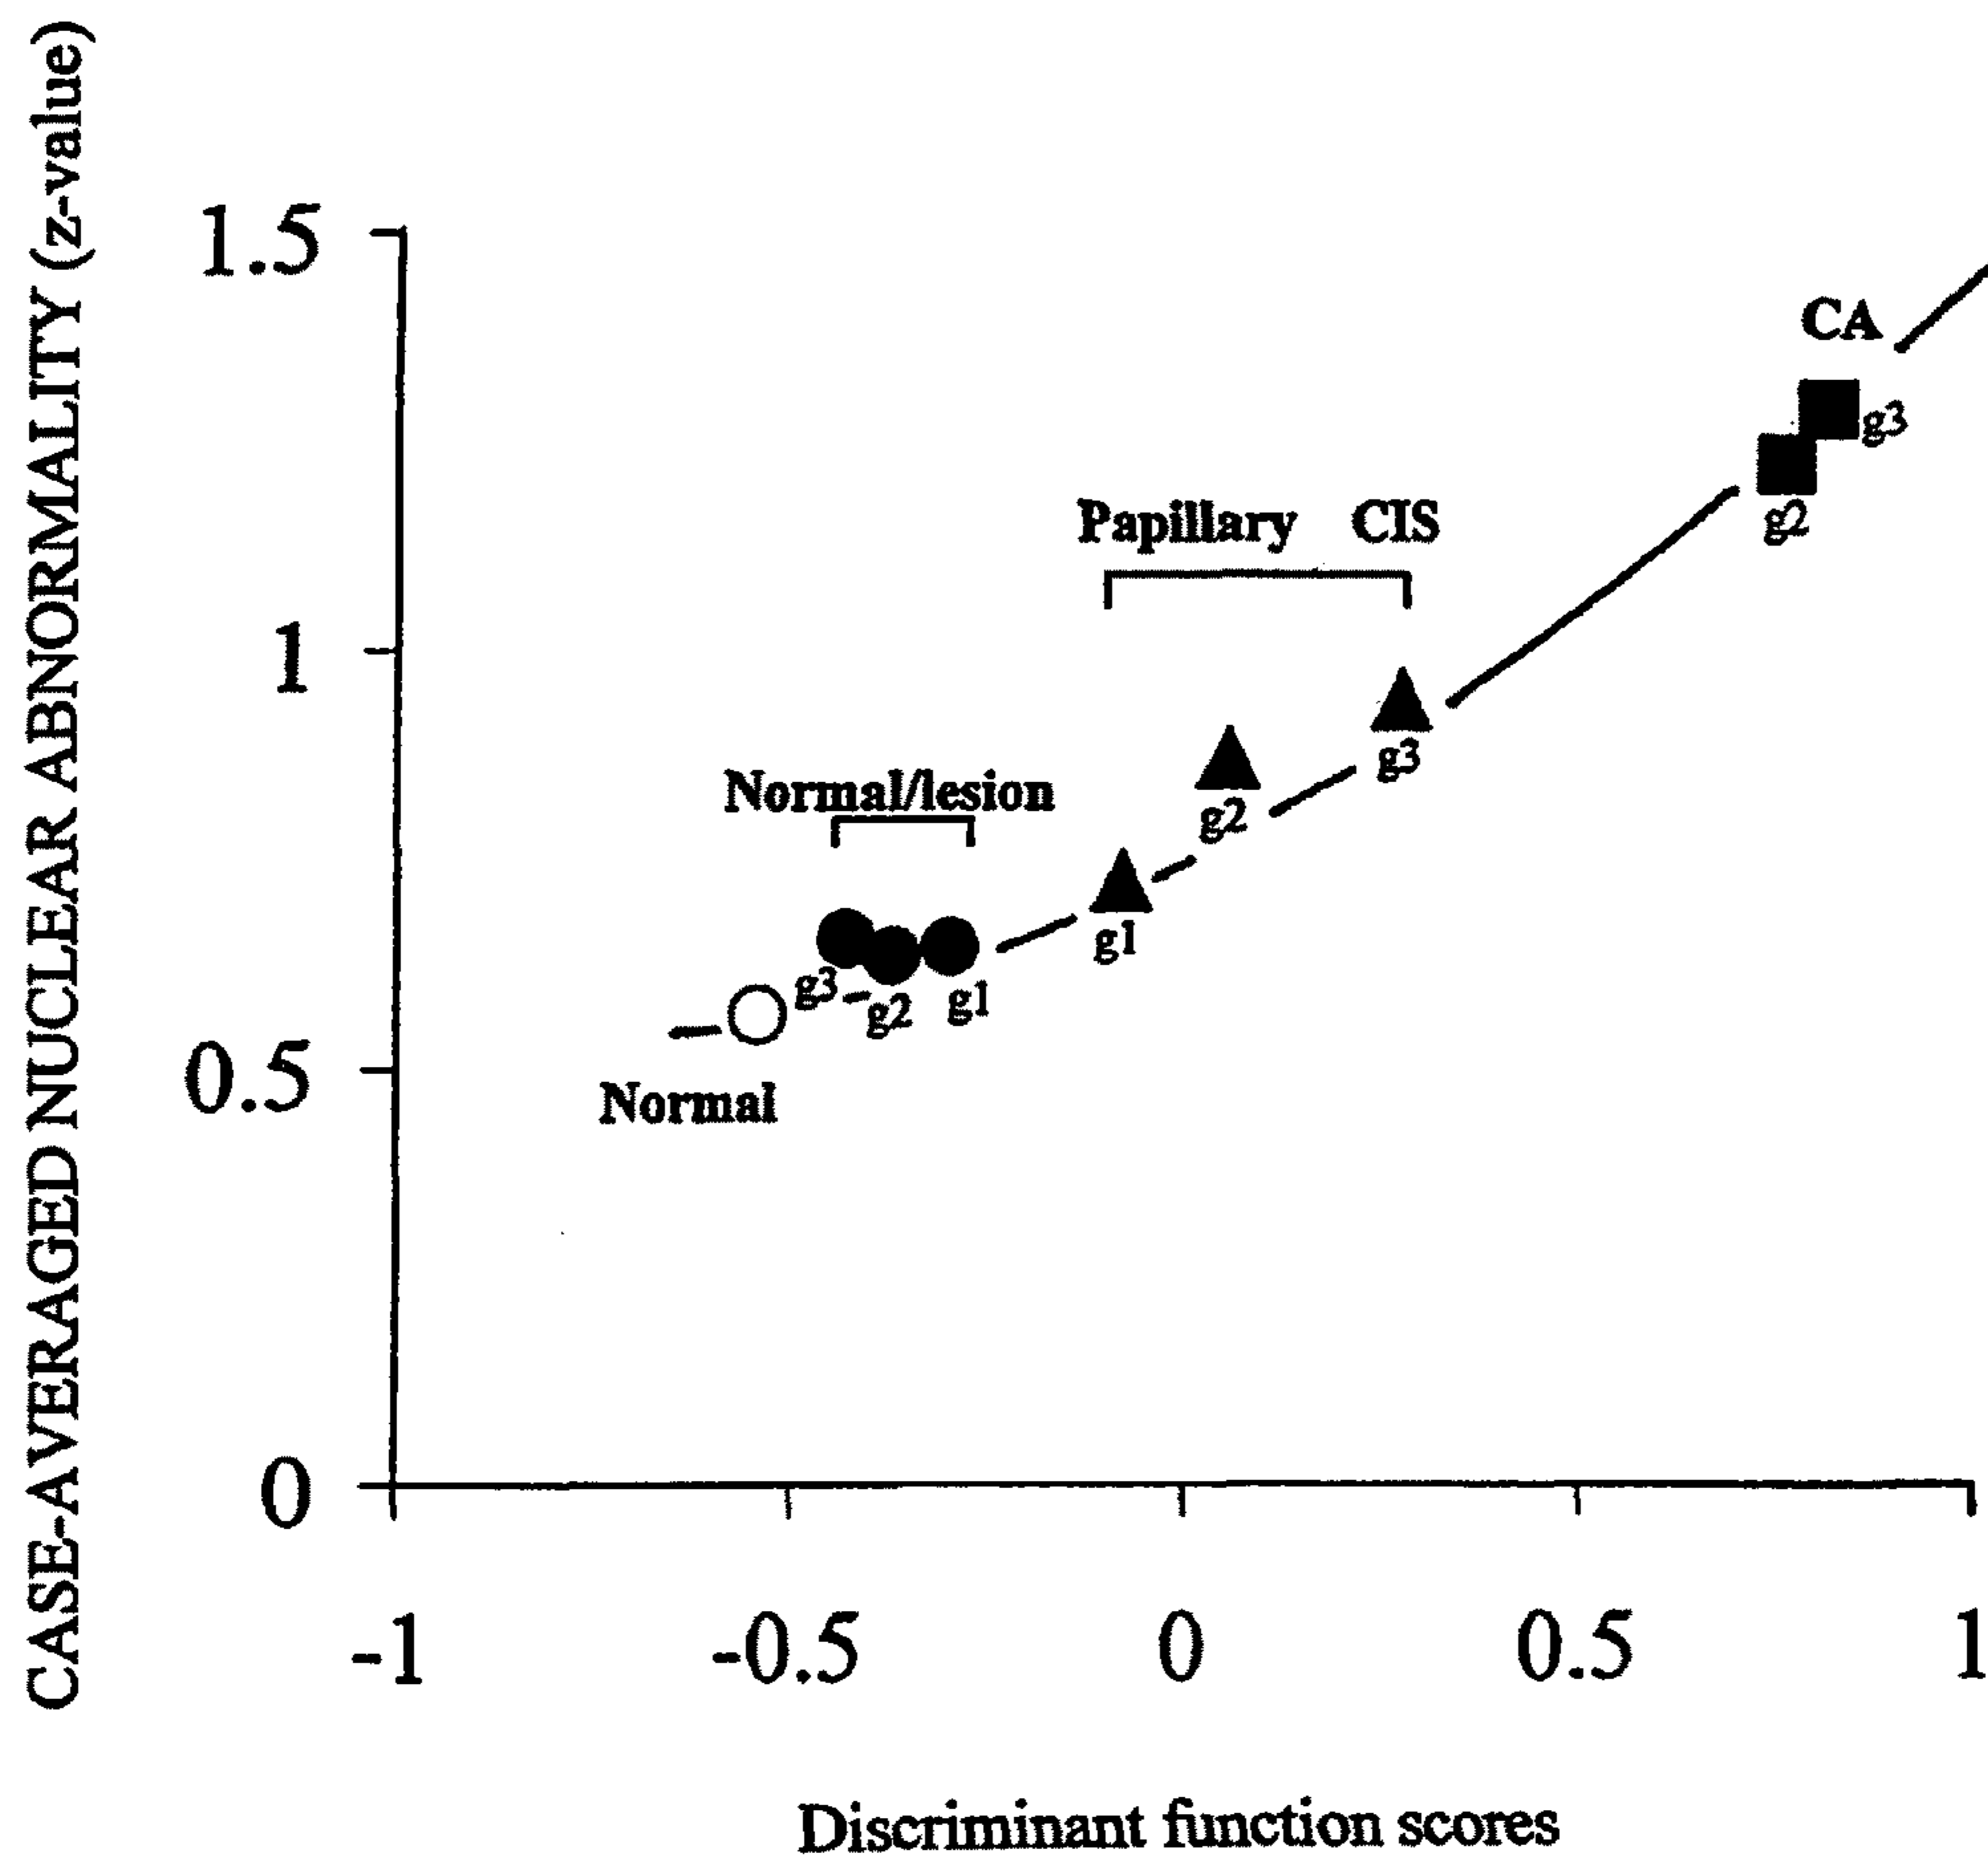 CASE-AVERAGED NUCLEAR ABNORMALITY (z-value)
1.5
CA
g3
g2
Papillary CIS
1
g3
Normal/lesion
g2
g1
g3
g2
g1
0.5
Normal
0
-1
-0.5
0
0.5
1
Discriminant function scores